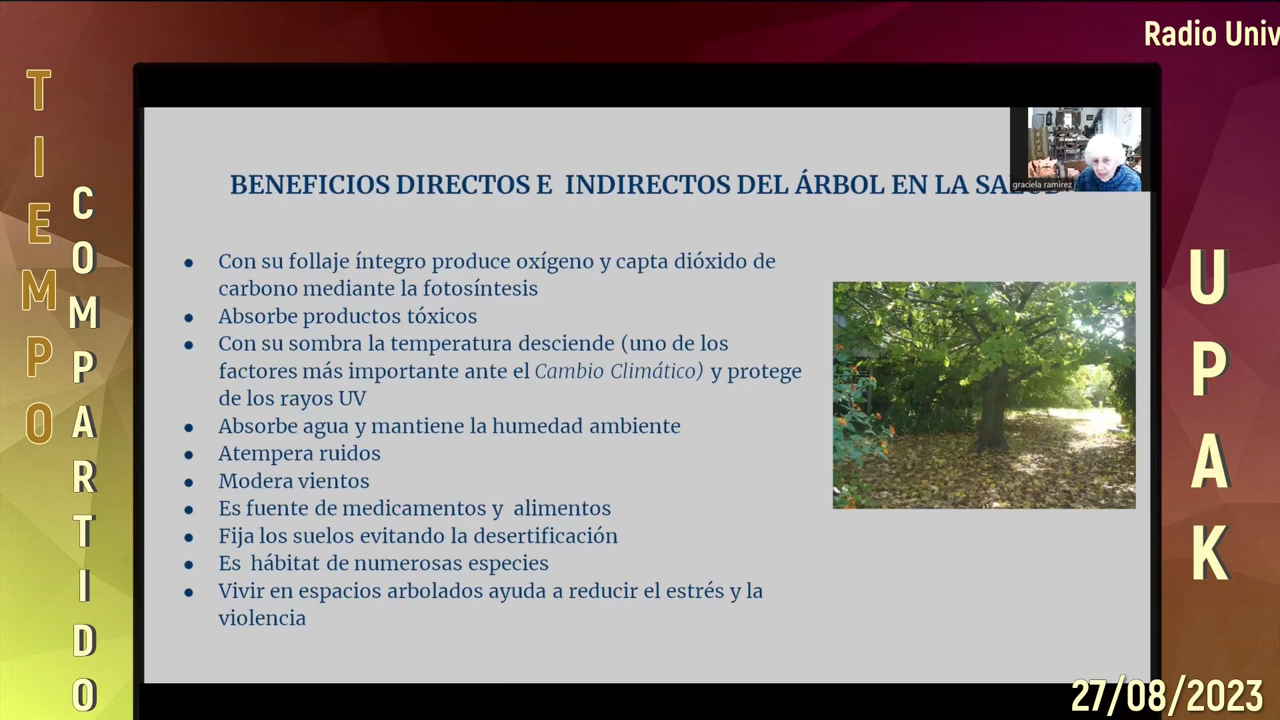 Radio Univ
TIEMPO
COMPARTIDO
BENEFICIOS DIRECTOS E INDIRECTOS DEL ÁRBOL EN LA
graciela ramirez
Con su follaje íntegro produce oxígeno y capta dióxido de
carbono mediante la fotosíntesis
Absorbe productos tóxicos
Con su sombra la temperatura desciende (uno de los
factores más importante ante el Cambio Climático) y protege
de los rayos UV
Absorbe agua y mantiene la humedad ambiente
Atempera ruidos
Modera vientos
Es fuente de medicamentos y alimentos
Fija los suelos evitando la desertificación
Es hábitat de numerosas especies
Vivir en espacios arbolados ayuda a reducir el estrés y la
violencia
UPAK
27/08/2023